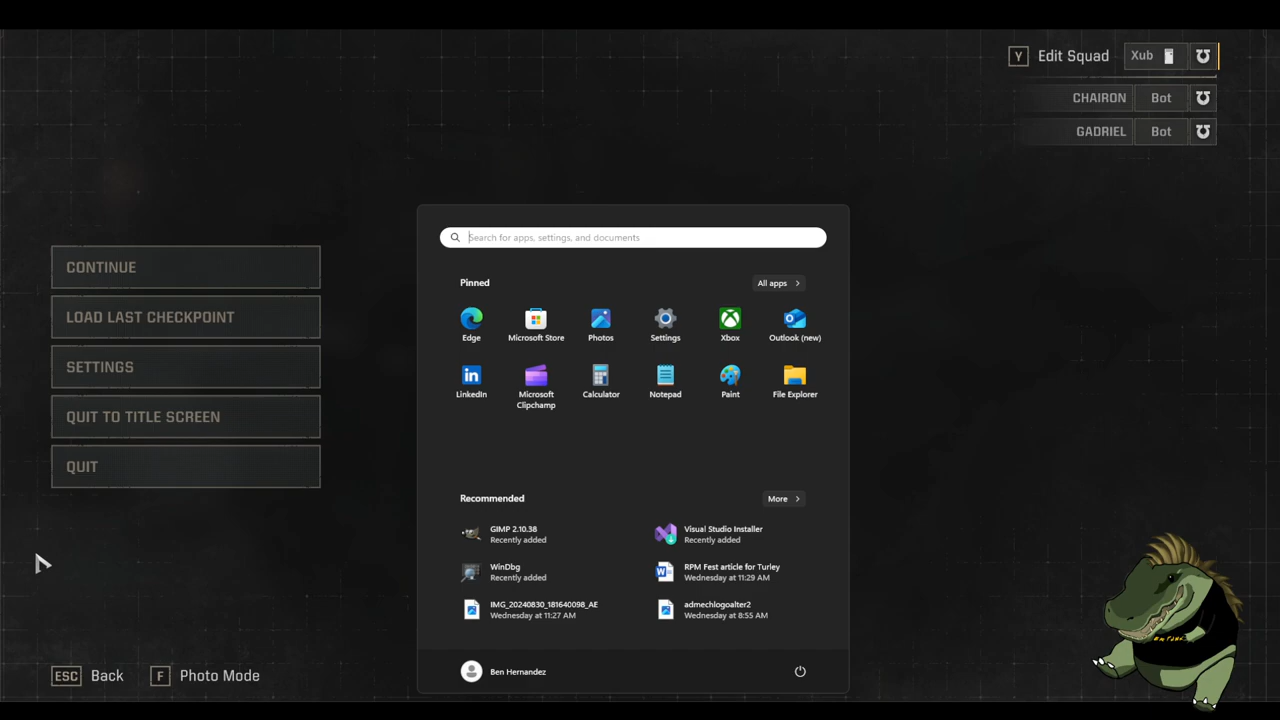 Y Edit Squad Xub
CHAIRON Bot
GADRIEL Bot
CONTINUE
LOAD LAST CHECKPOINT
SETTINGS
QUIT TO TITLE SCREEN
QUIT
ESC Back F Photo Mode
Search for apps, settings, and documents
Pinned All apps >
Edge Microsoft Store Photos Settings Xbox Outlook (new)
LinkedIn Microsoft Clipchamp Calculator Notepad Paint File Explorer
Recommended More >
GIMP 2.10.38
Recently added
Visual Studio Installer
Recently added
WinDbg
Recently added
RPM Fest article for Turley
Wednesday at 11:29 AM
IMG_20240830_181640098_AE
Wednesday at 11:27 AM
admechlogoalter2
Wednesday at 8:55 AM
Ben Hernandez